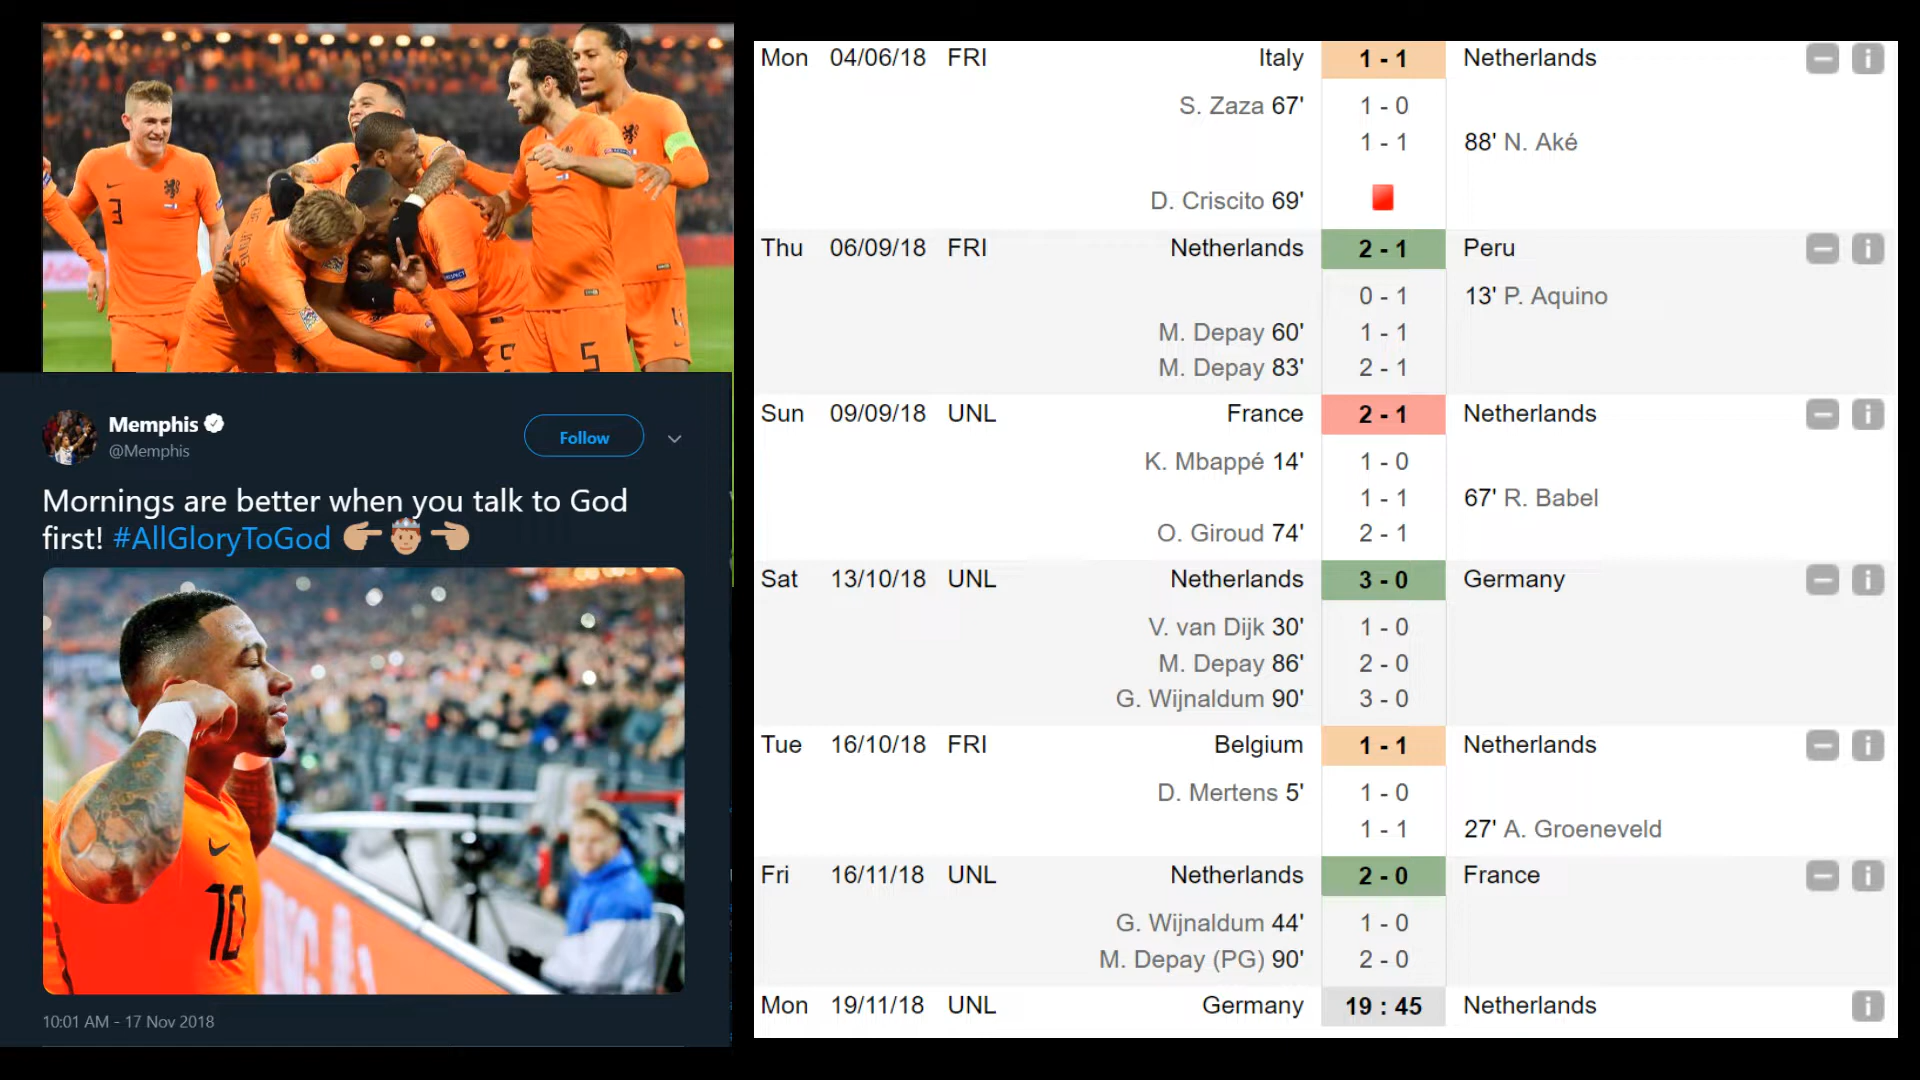 3
5
5
RESPECT
Memphis
@Memphis
Follow
Mornings are better when you talk to God
first! #AllGloryToGod
10
10:01 AM - 17 Nov 2018
Mon 04/06/18 FRI Italy 1 - 1 Netherlands
S. Zaza 67' 1 - 0
1 - 1 88' N. Aké
D. Criscito 69'
Thu 06/09/18 FRI Netherlands 2 - 1 Peru
0 - 1 13' P. Aquino
M. Depay 60' 1 - 1
M. Depay 83' 2 - 1
Sun 09/09/18 UNL France 2 - 1 Netherlands
K. Mbappé 14' 1 - 0
1 - 1 67' R. Babel
O. Giroud 74' 2 - 1
Sat 13/10/18 UNL Netherlands 3 - 0 Germany
V. van Dijk 30' 1 - 0
M. Depay 86' 2 - 0
G. Wijnaldum 90' 3 - 0
Tue 16/10/18 FRI Belgium 1 - 1 Netherlands
D. Mertens 5' 1 - 0
1 - 1 27' A. Groeneveld
Fri 16/11/18 UNL Netherlands 2 - 0 France
G. Wijnaldum 44' 1 - 0
M. Depay (PG) 90' 2 - 0
Mon 19/11/18 UNL Germany 19 : 45 Netherlands